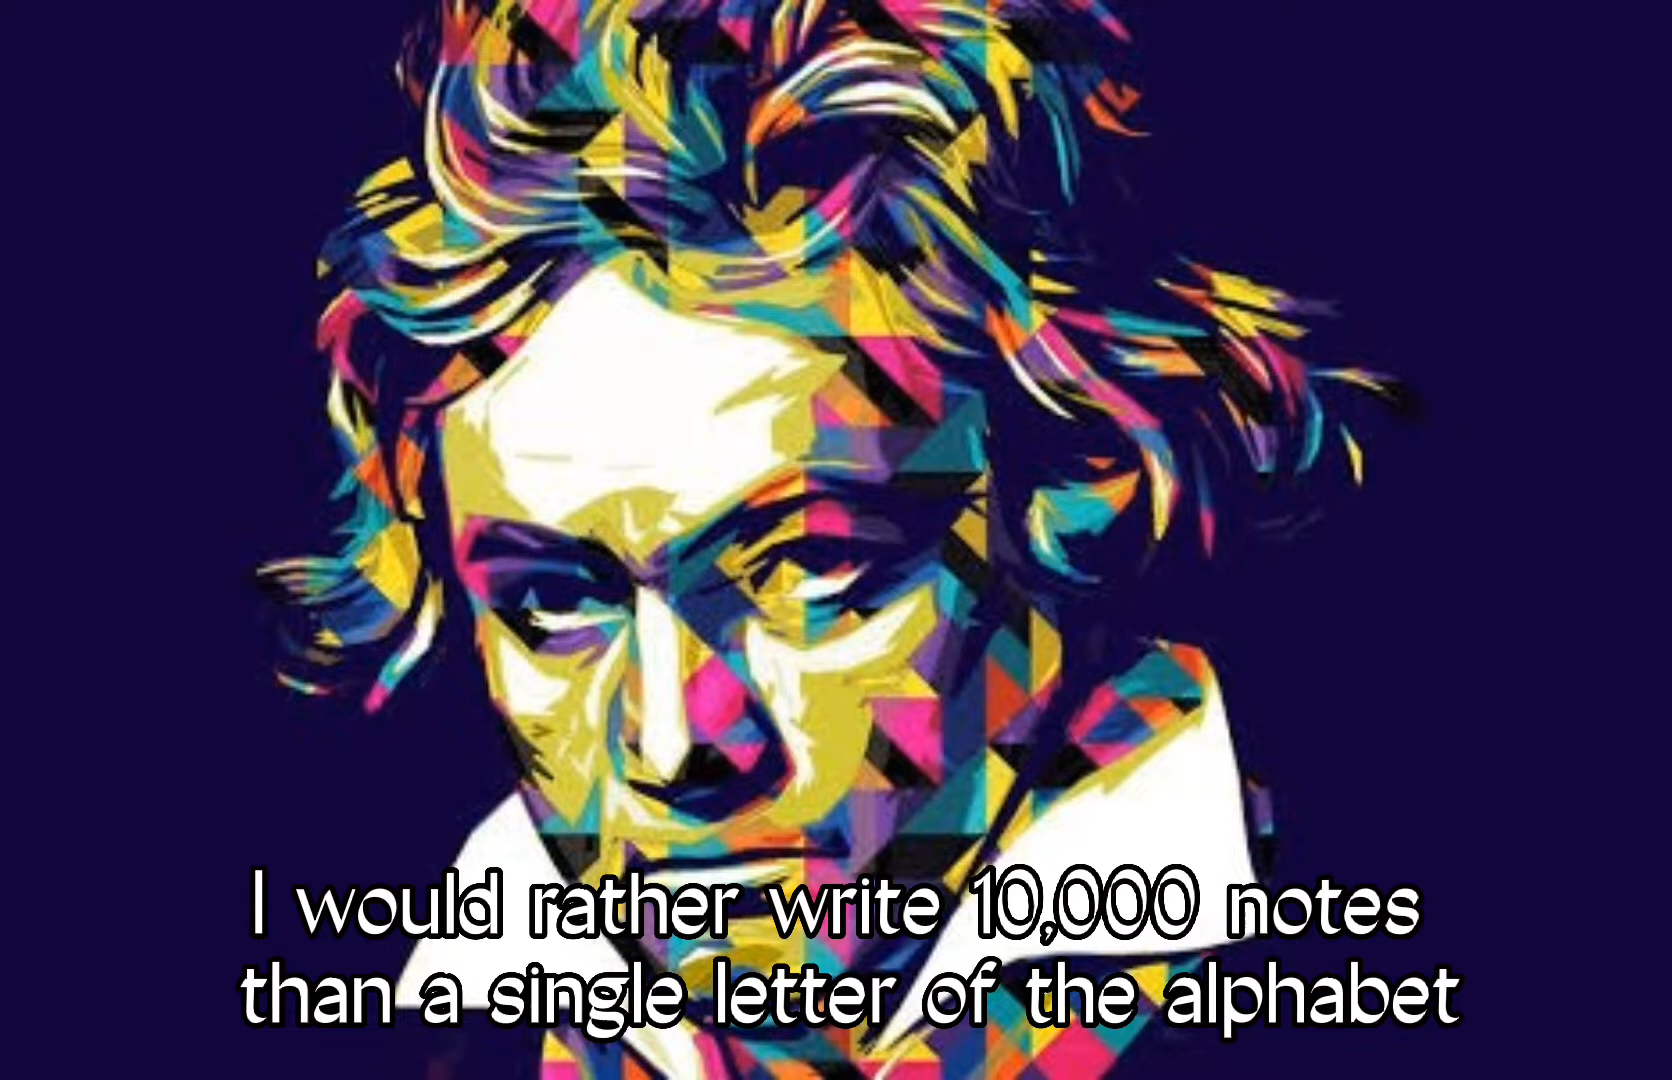 I would rather write 10,000 notes
than a single letter of the alphabet